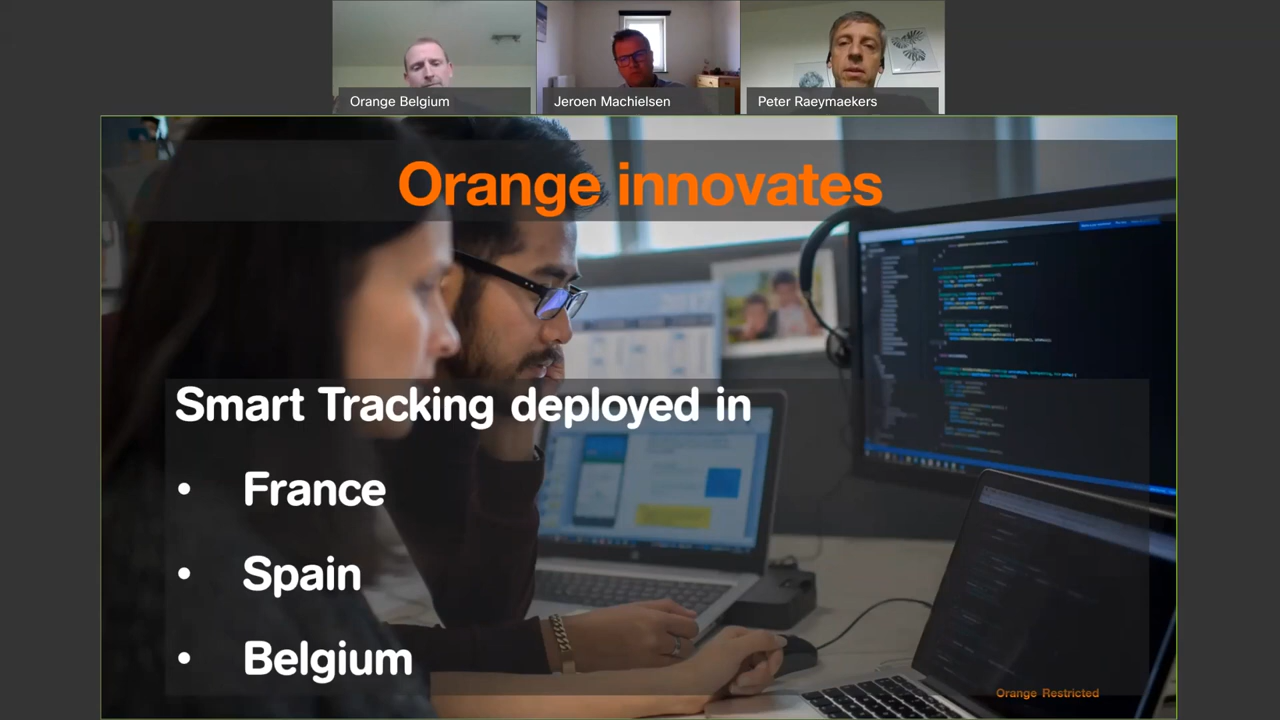 Orange Belgium
Jeroen Machielsen
Peter Raeymaekers
Orange innovates
Smart Tracking deployed in
• France
• Spain
• Belgium
Orange Restricted